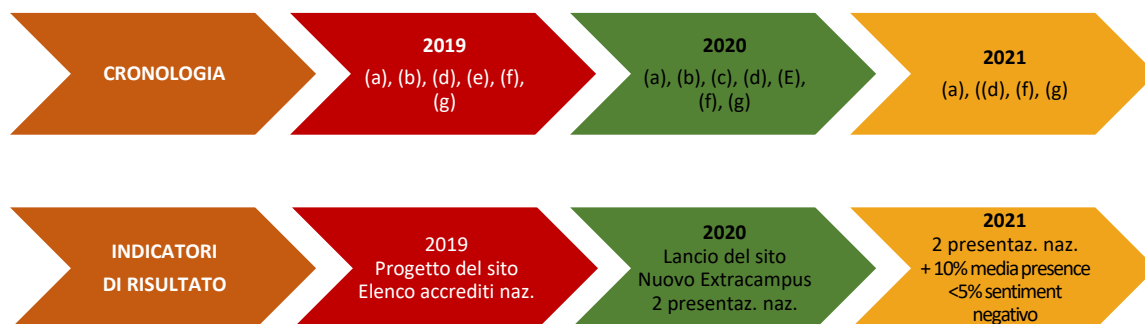 CRONOLOGIA
2019
(a), (b), (d), (e), (f),
(g)
2020
(a), (b), (c), (d), (E),
(f), (g)
2021
(a), ((d), (f), (g)
INDICATORI
DI RISULTATO
2019
Progetto del sito
Elenco accrediti naz.
2020
Lancio del sito
Nuovo Extracampus
2 presentaz. naz.
2021
2 presentaz. naz.
+ 10% media presence
<5% sentiment
negativo